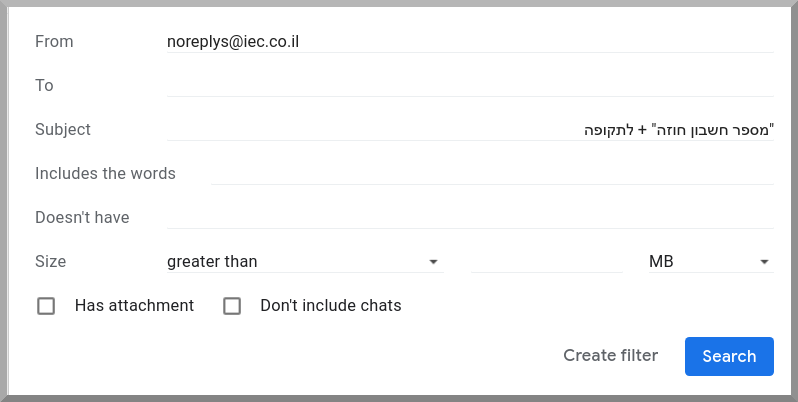 From noreplys@iec.co.il
To
Subject "מספר חשבון חוזה" + לתקופה
Includes the words
Doesn't have
Size greater than MB
Has attachment Don't include chats
Create filter Search